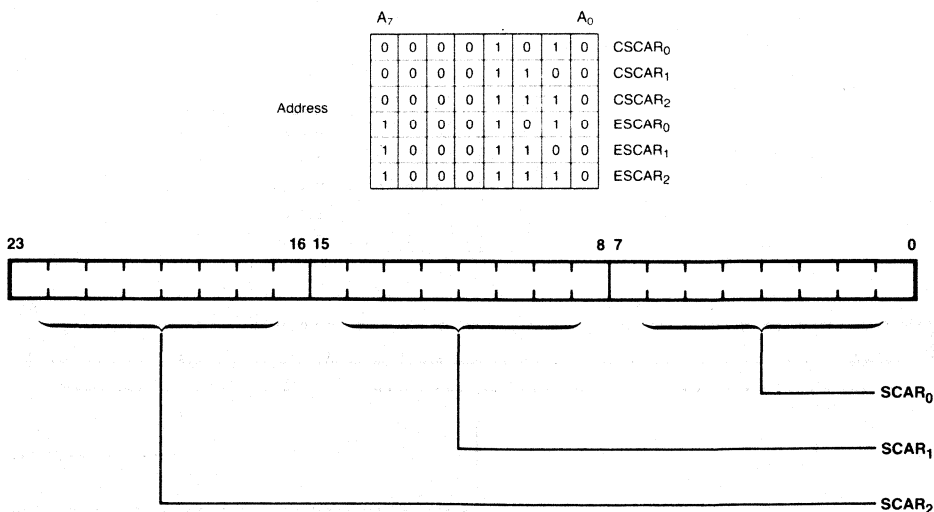 A₇ A₀
0 0 0 0 1 0 1 0 CSCAR₀
0 0 0 0 1 1 0 0 CSCAR₁
0 0 0 0 1 1 1 0 CSCAR₂
Address
1 0 0 0 1 0 1 0 ESCAR₀
1 0 0 0 1 1 0 0 ESCAR₁
1 0 0 0 1 1 1 0 ESCAR₂
23 16 15 8 7 0
SCAR₀
SCAR₁
SCAR₂